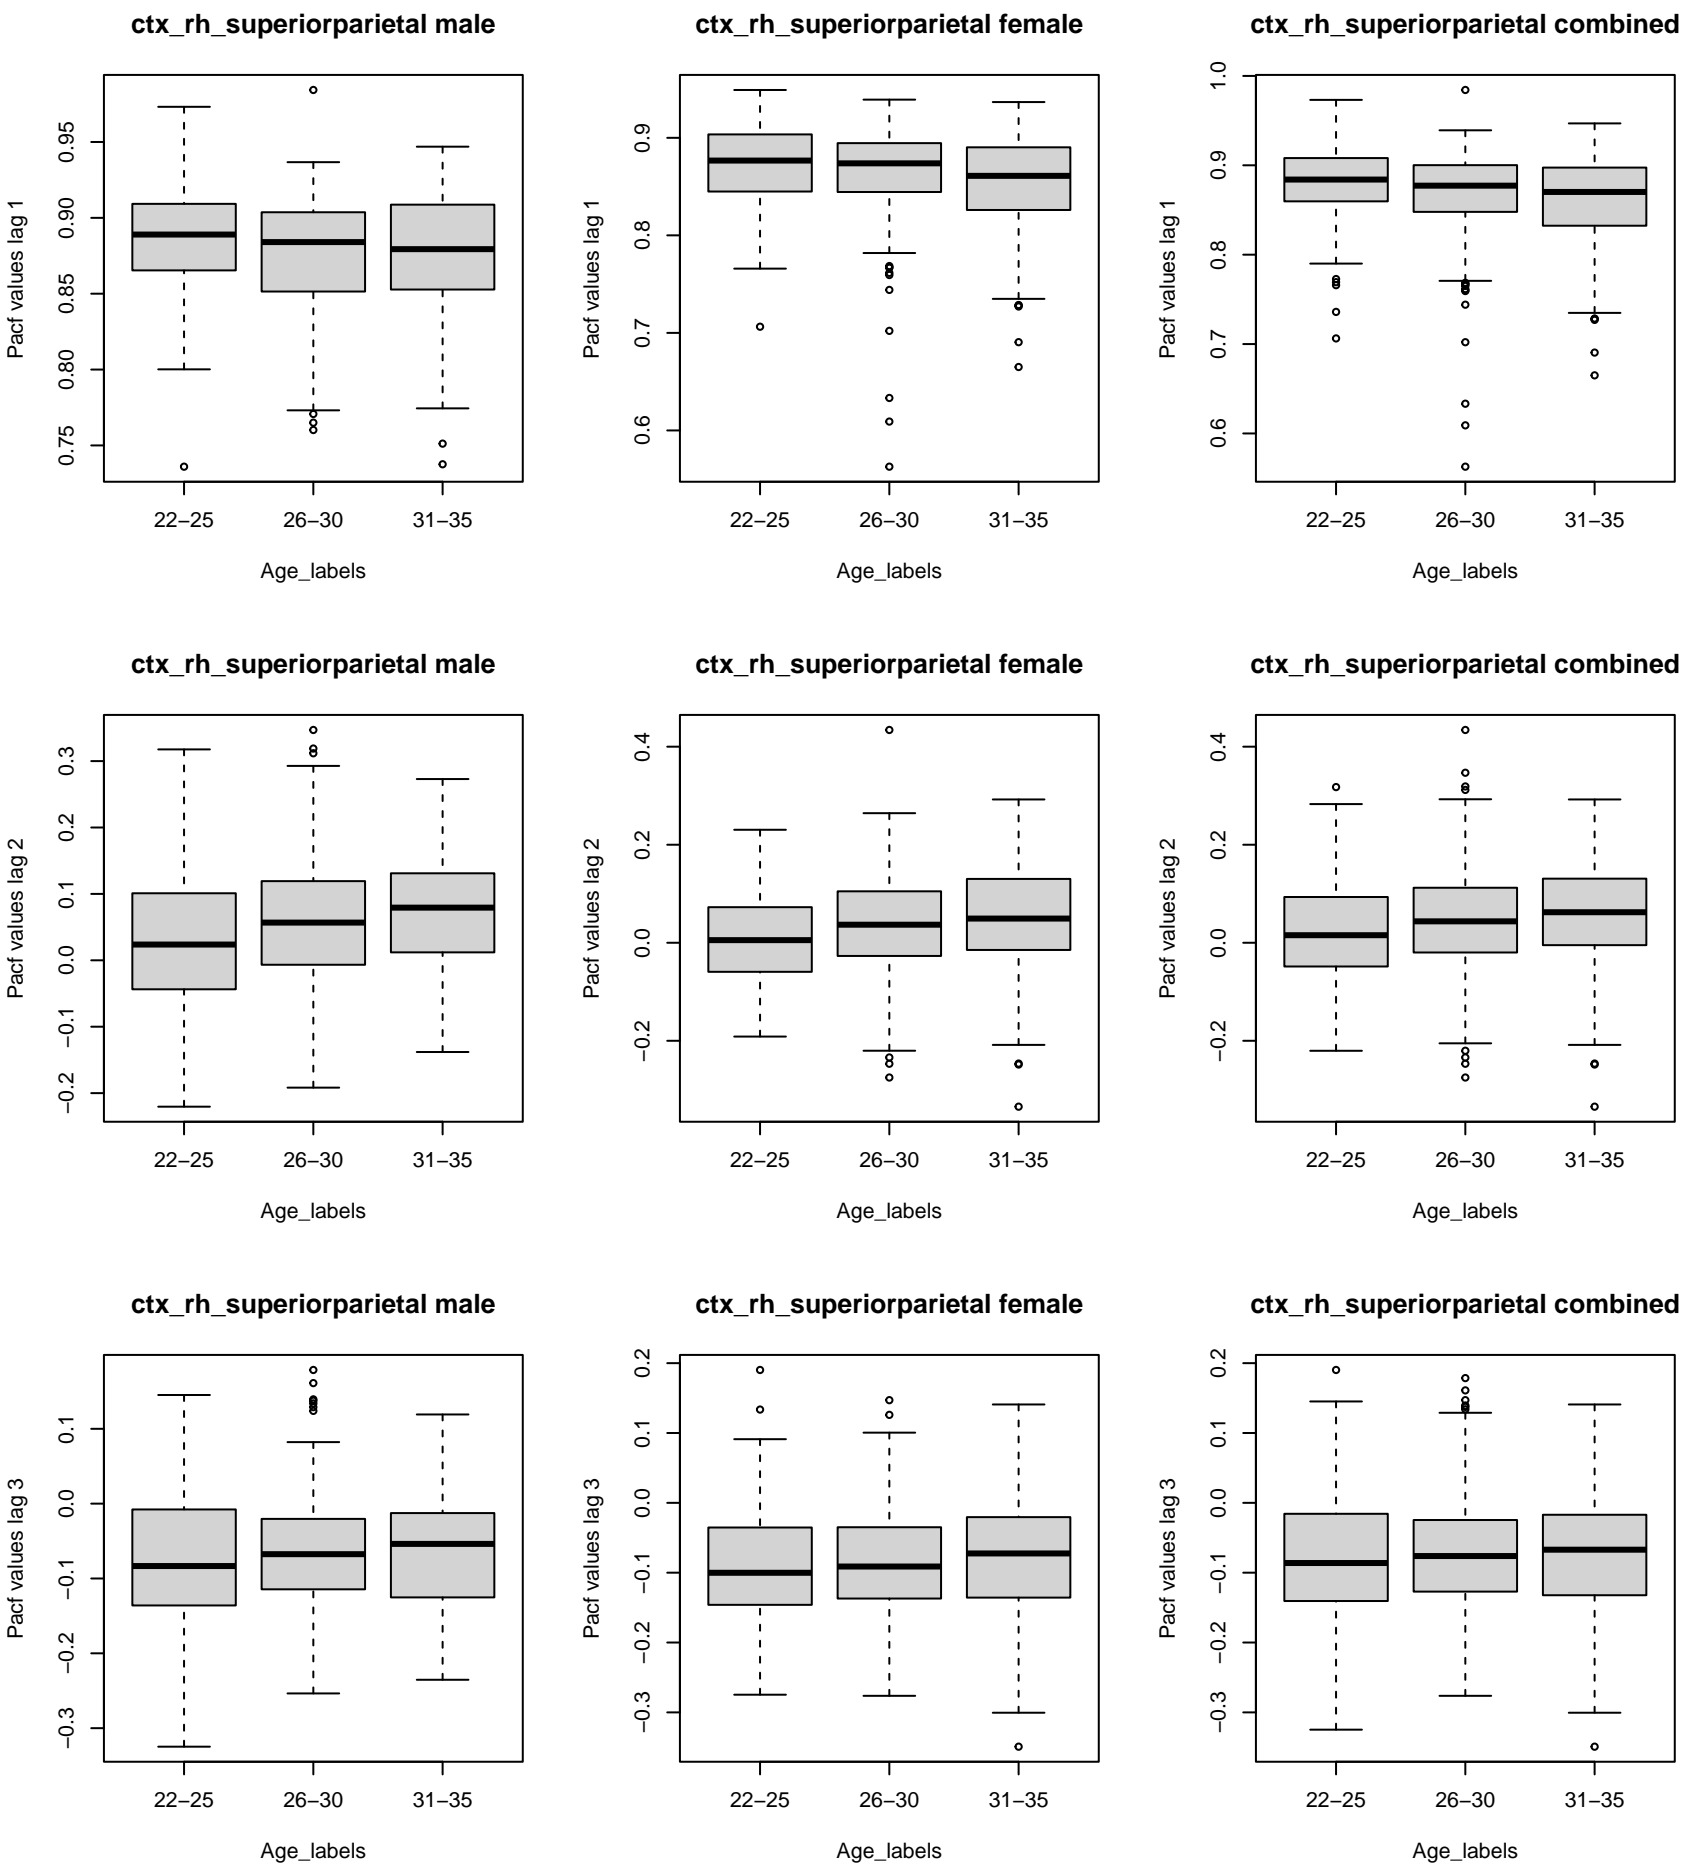 ctx_rh_superiorparietal male
Pacf values lag 1
0.75 0.80 0.85 0.90 0.95
22−25 26−30 31−35
Age_labels
ctx_rh_superiorparietal female
Pacf values lag 1
0.6 0.7 0.8 0.9
22−25 26−30 31−35
Age_labels
ctx_rh_superiorparietal combined
Pacf values lag 1
0.6 0.7 0.8 0.9 1.0
22−25 26−30 31−35
Age_labels
ctx_rh_superiorparietal male
Pacf values lag 2
−0.2 −0.1 0.0 0.1 0.2 0.3
22−25 26−30 31−35
Age_labels
ctx_rh_superiorparietal female
Pacf values lag 2
−0.2 0.0 0.2 0.4
22−25 26−30 31−35
Age_labels
ctx_rh_superiorparietal combined
Pacf values lag 2
−0.2 0.0 0.2 0.4
22−25 26−30 31−35
Age_labels
ctx_rh_superiorparietal male
Pacf values lag 3
−0.3 −0.2 −0.1 0.0 0.1
22−25 26−30 31−35
Age_labels
ctx_rh_superiorparietal female
Pacf values lag 3
−0.3 −0.2 −0.1 0.0 0.1 0.2
22−25 26−30 31−35
Age_labels
ctx_rh_superiorparietal combined
Pacf values lag 3
−0.3 −0.2 −0.1 0.0 0.1 0.2
22−25 26−30 31−35
Age_labels